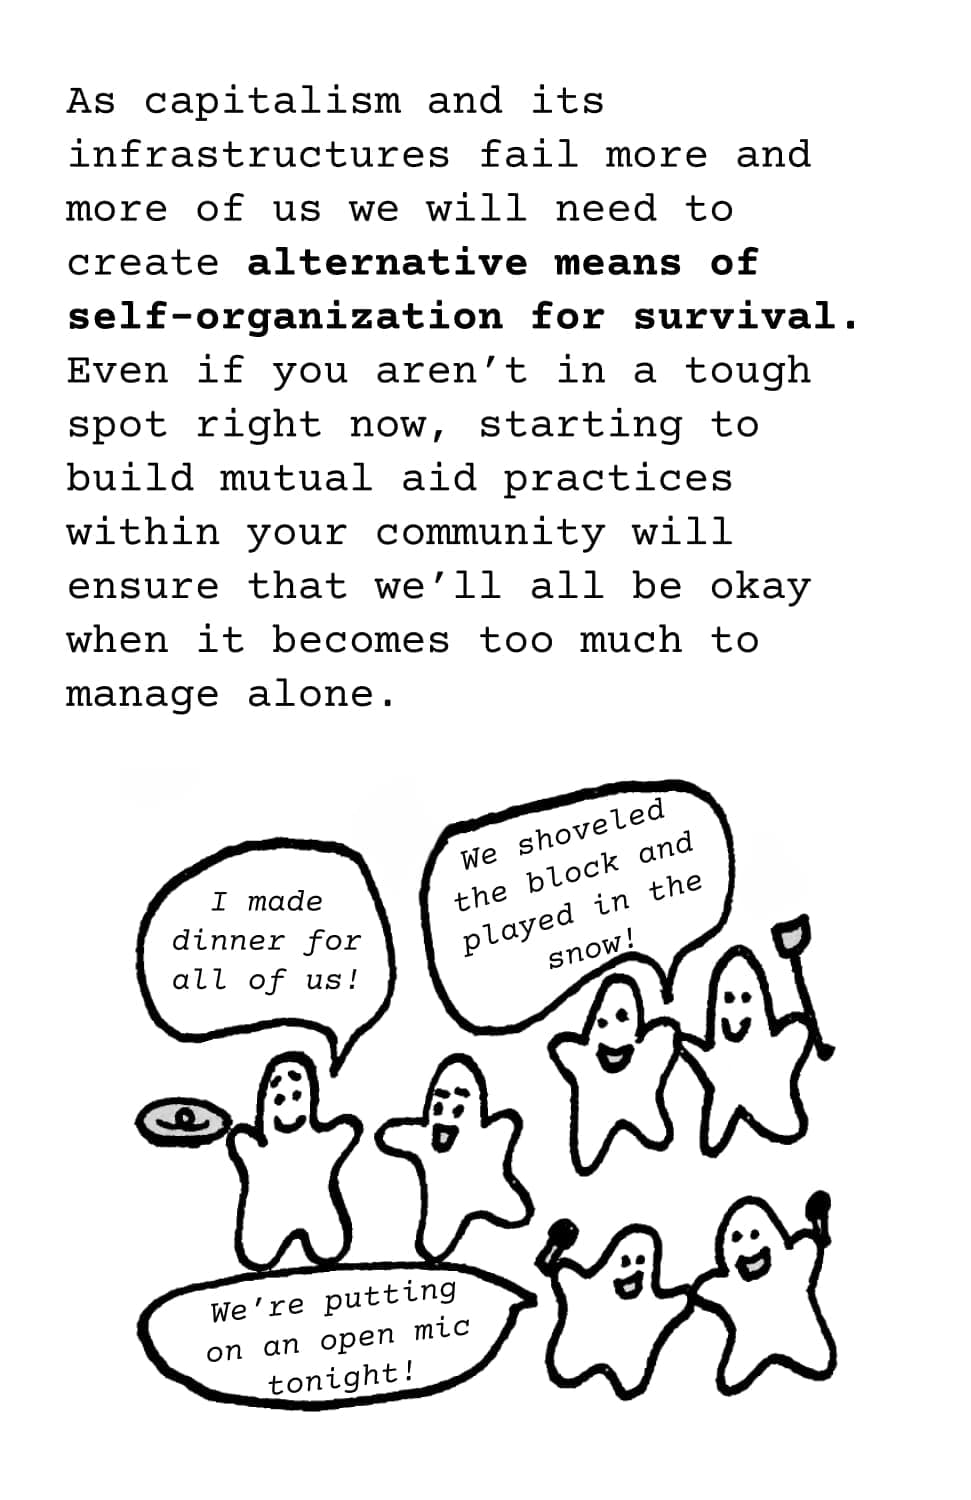 As capitalism and its
infrastructures fail more and
more of us we will need to
create alternative means of
self-organization for survival.
Even if you aren’t in a tough
spot right now, starting to
build mutual aid practices
within your community will
ensure that we’ll all be okay
when it becomes too much to
manage alone.
We shoveled
the block and
played in the
snow!
I made
dinner for
all of us!
We’re putting
on an open mic
tonight!